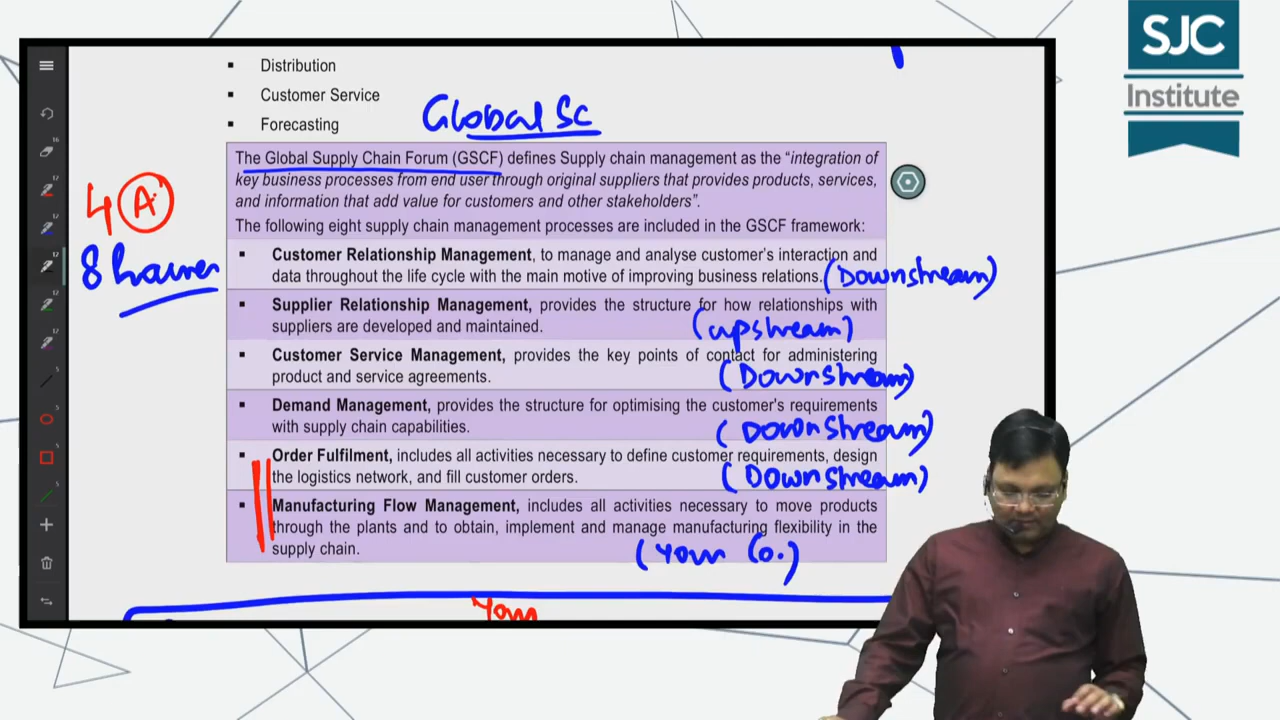 SJC
Institute
▪ Distribution
▪ Customer Service
▪ Forecasting
Global SC
The Global Supply Chain Forum (GSCF) defines Supply chain management as the “integration of
key business processes from end user through original suppliers that provides products, services,
and information that add value for customers and other stakeholders”.
The following eight supply chain management processes are included in the GSCF framework:
4 A
8
▪ Customer Relationship Management, to manage and analyse customer's interaction and
data throughout the life cycle with the main motive of improving business relations. (Downstream)
▪ Supplier Relationship Management, provides the structure for how relationships with
suppliers are developed and maintained. (upstream)
▪ Customer Service Management, provides the key points of contact for administering
product and service agreements. (Downstream)
▪ Demand Management, provides the structure for optimising the customer's requirements
with supply chain capabilities. (Downstream)
▪ Order Fulfilment, includes all activities necessary to define customer requirements, design
the logistics network, and fill customer orders. (Downstream)
▪ Manufacturing Flow Management, includes all activities necessary to move products
through the plants and to obtain, implement and manage manufacturing flexibility in the
supply chain. (Your Co.)
Your